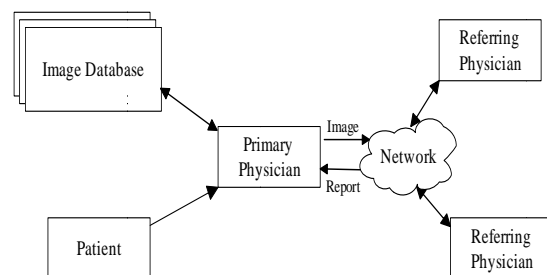 Referring
Physician
Image Database
Image
Primary
Physician
Network
Report
Patient
Referring
Physician